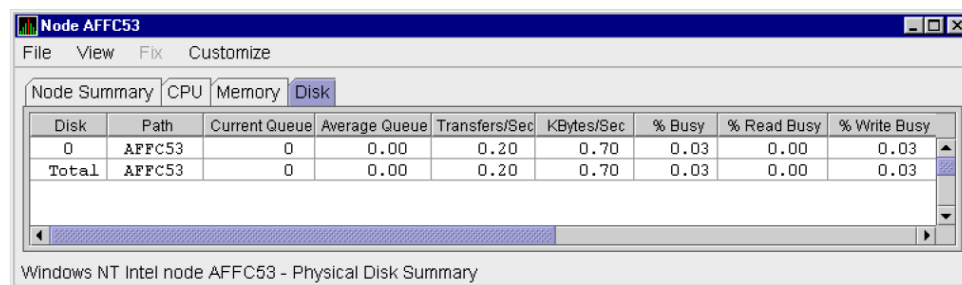 Node AFFC53
File View Fix Customize
Node Summary CPU Memory Disk
Disk Path Current Queue Average Queue Transfers/Sec KBytes/Sec % Busy % Read Busy % Write Busy
0 AFFC53 0 0.00 0.20 0.70 0.03 0.00 0.03
Total AFFC53 0 0.00 0.20 0.70 0.03 0.00 0.03
Windows NT Intel node AFFC53 - Physical Disk Summary